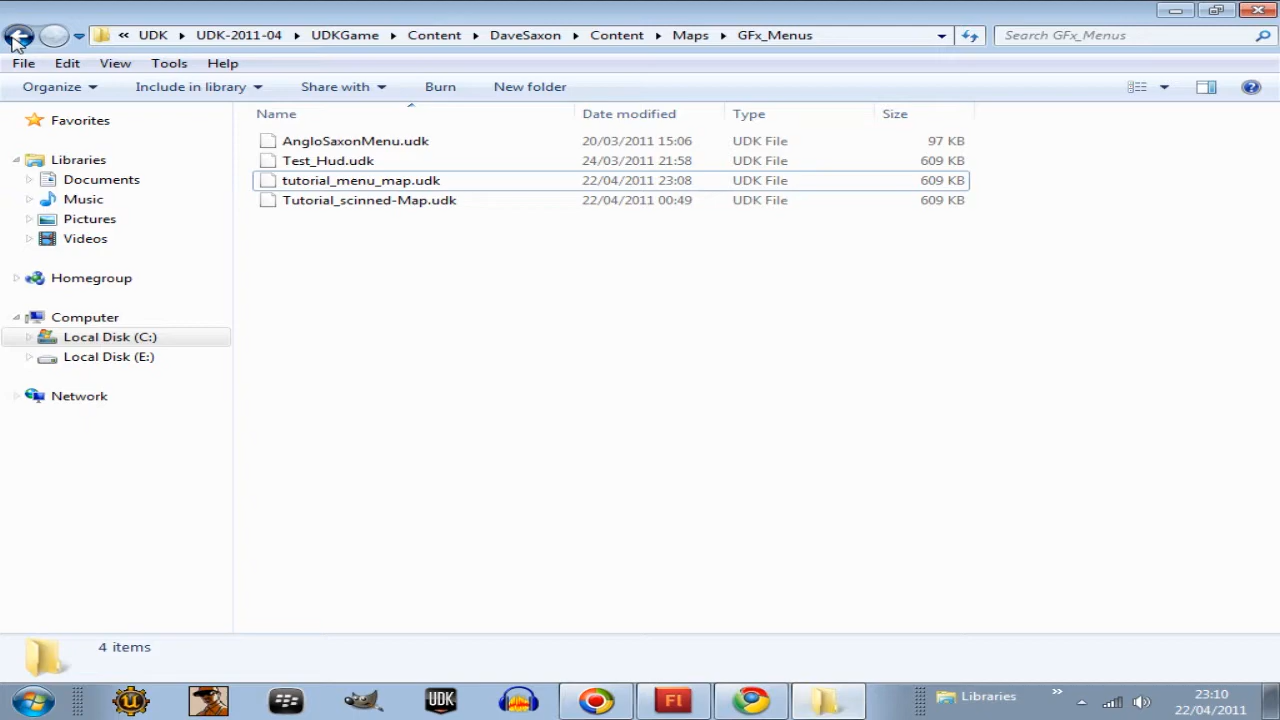 « UDK ▸ UDK-2011-04 ▸ UDKGame ▸ Content ▸ DaveSaxon ▸ Content ▸ Maps ▸ GFx_Menus Search GFx_Menus
File Edit View Tools Help
Organize Include in library Share with Burn New folder
Name Date modified Type Size
Favorites
Libraries
Documents
Music
Pictures
Videos
Homegroup
Computer
Local Disk (C:)
Local Disk (E:)
Network
AngloSaxonMenu.udk 20/03/2011 15:06 UDK File 97 KB
Test_Hud.udk 24/03/2011 21:58 UDK File 609 KB
tutorial_menu_map.udk 22/04/2011 23:08 UDK File 609 KB
Tutorial_scinned-Map.udk 22/04/2011 00:49 UDK File 609 KB
4 items
UDK
Fl
Libraries »
23:10
22/04/2011